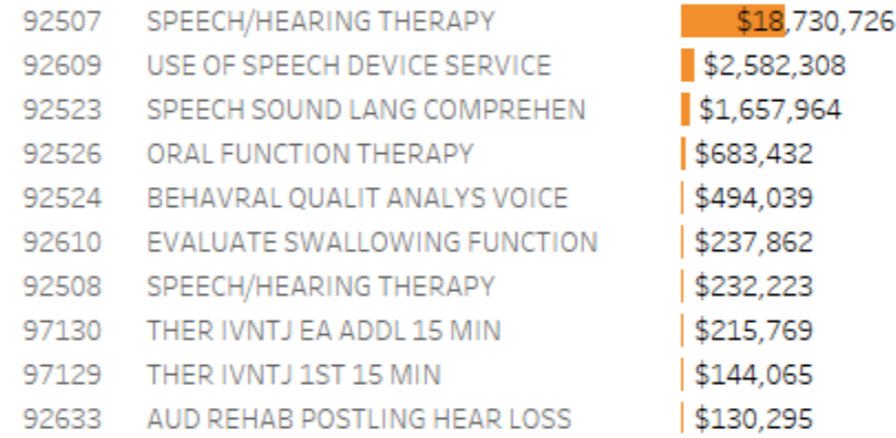 92507 SPEECH/HEARING THERAPY $18,730,726
92609 USE OF SPEECH DEVICE SERVICE $2,582,308
92523 SPEECH SOUND LANG COMPREHEN $1,657,964
92526 ORAL FUNCTION THERAPY $683,432
92524 BEHAVRAL QUALIT ANALYS VOICE $494,039
92610 EVALUATE SWALLOWING FUNCTION $237,862
92508 SPEECH/HEARING THERAPY $232,223
97130 THER IVNTJ EA ADDL 15 MIN $215,769
97129 THER IVNTJ 1ST 15 MIN $144,065
92633 AUD REHAB POSTLING HEAR LOSS $130,295